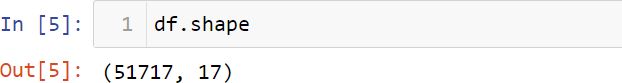 In [5]: 1 df.shape
Out[5]: (51717, 17)